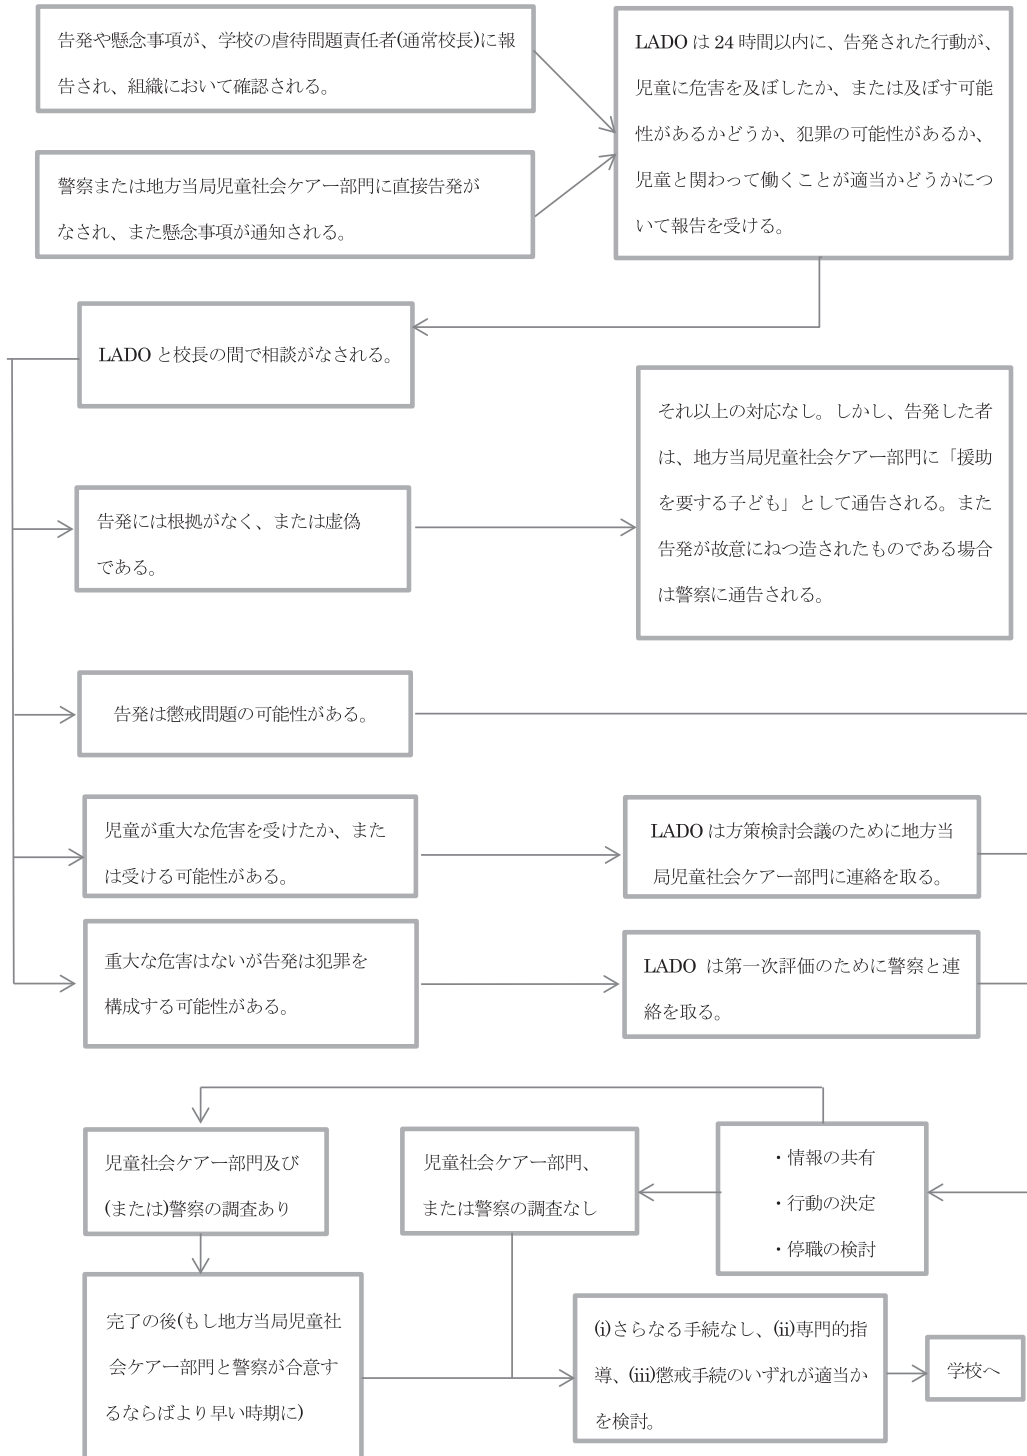 告発や懸念事項が、学校の虐待問題責任者(通常校長)に報
告され、組織において確認される。
警察または地方当局児童社会ケアー部門に直接告発が
なされ、また懸念事項が通知される。
LADO は 24 時間以内に、告発された行動が、
児童に危害を及ぼしたか、または及ぼす可能
性があるかどうか、犯罪の可能性があるか、
児童と関わって働くことが適当かどうかにつ
いて報告を受ける。
LADO と校長の間で相談がなされる。
告発には根拠がなく、または虚偽
である。
それ以上の対応なし。しかし、告発した者
は、地方当局児童社会ケアー部門に「援助
を要する子ども」として通告される。また
告発が故意にねつ造されたものである場合
は警察に通告される。
告発は懲戒問題の可能性がある。
児童が重大な危害を受けたか、また
は受ける可能性がある。
LADO は方策検討会議のために地方当
局児童社会ケアー部門に連絡を取る。
重大な危害はないが告発は犯罪を
構成する可能性がある。
LADO は第一次評価のために警察と連
絡を取る。
児童社会ケアー部門及び
(または)警察の調査あり
児童社会ケアー部門、
または警察の調査なし
・情報の共有
・行動の決定
・停職の検討
完了の後(もし地方当局児童社
会ケアー部門と警察が合意す
るならばより早い時期に)
(i)さらなる手続なし、(ii)専門的指
導、(iii)懲戒手続のいずれが適当か
を検討。
学校へ